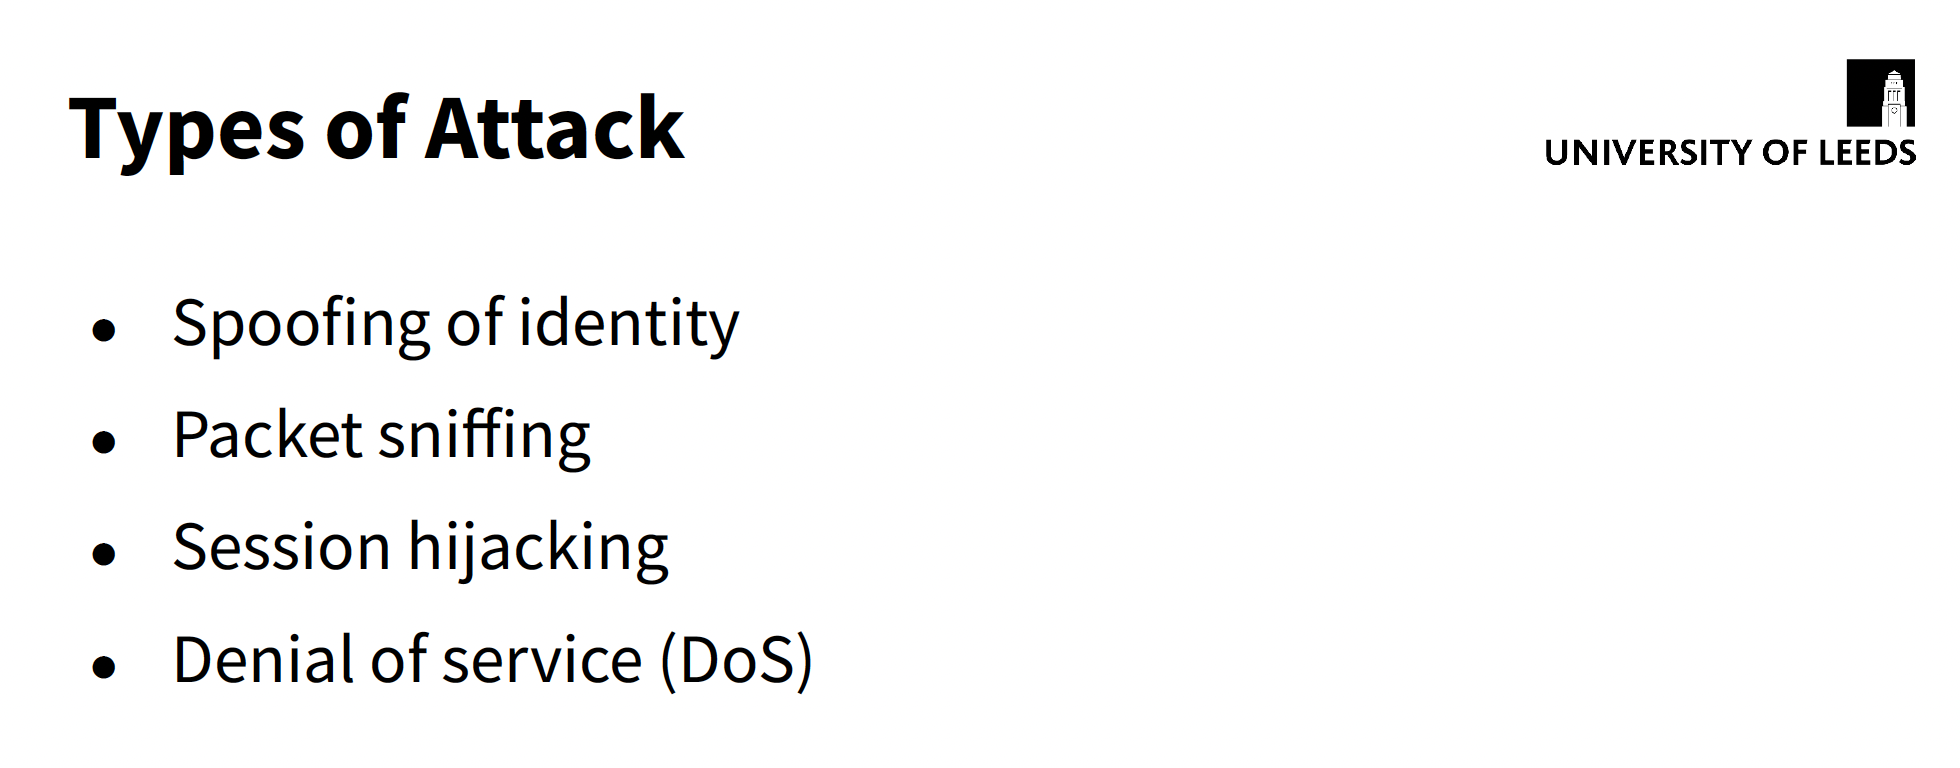 Types of Attack
UNIVERSITY OF LEEDS
● Spoofing of identity
● Packet sniffing
● Session hijacking
● Denial of service (DoS)